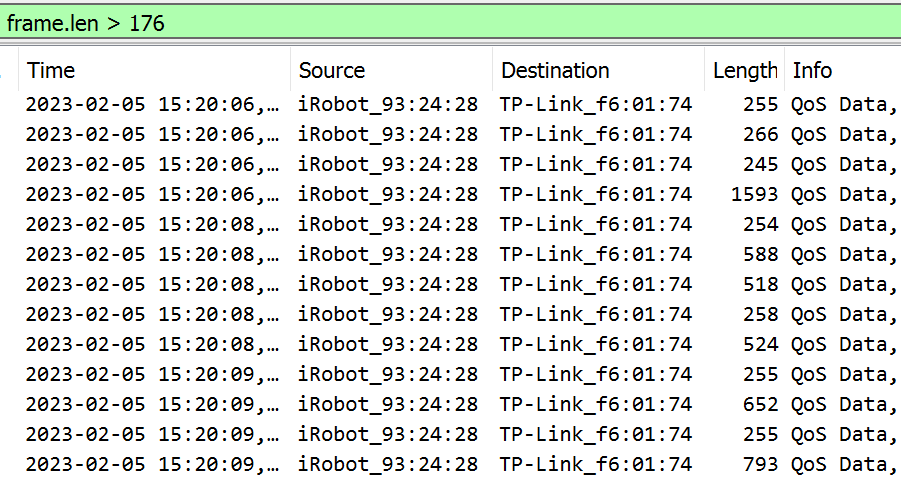 frame.len > 176
Time Source Destination Length Info
2023-02-05 15:20:06,… iRobot_93:24:28 TP-Link_f6:01:74 255 QoS Data,
2023-02-05 15:20:06,… iRobot_93:24:28 TP-Link_f6:01:74 266 QoS Data,
2023-02-05 15:20:06,… iRobot_93:24:28 TP-Link_f6:01:74 245 QoS Data,
2023-02-05 15:20:06,… iRobot_93:24:28 TP-Link_f6:01:74 1593 QoS Data,
2023-02-05 15:20:08,… iRobot_93:24:28 TP-Link_f6:01:74 254 QoS Data,
2023-02-05 15:20:08,… iRobot_93:24:28 TP-Link_f6:01:74 588 QoS Data,
2023-02-05 15:20:08,… iRobot_93:24:28 TP-Link_f6:01:74 518 QoS Data,
2023-02-05 15:20:08,… iRobot_93:24:28 TP-Link_f6:01:74 258 QoS Data,
2023-02-05 15:20:08,… iRobot_93:24:28 TP-Link_f6:01:74 524 QoS Data,
2023-02-05 15:20:09,… iRobot_93:24:28 TP-Link_f6:01:74 255 QoS Data,
2023-02-05 15:20:09,… iRobot_93:24:28 TP-Link_f6:01:74 652 QoS Data,
2023-02-05 15:20:09,… iRobot_93:24:28 TP-Link_f6:01:74 255 QoS Data,
2023-02-05 15:20:09,… iRobot_93:24:28 TP-Link_f6:01:74 793 QoS Data,